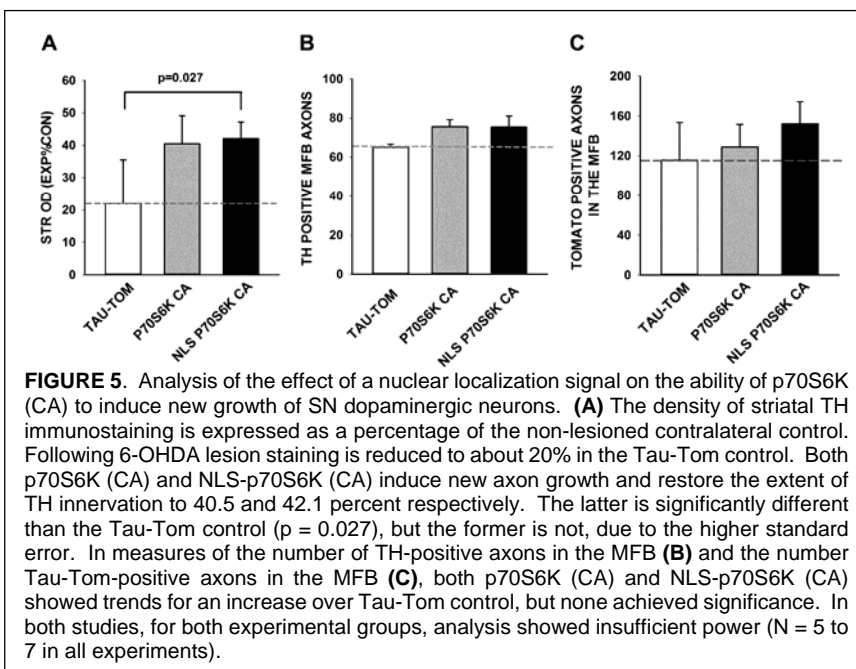 A
B
C
p=0.027
STR OD (EXP%CON)
60
50
40
30
20
10
0
TAU-TOM
P70S6K CA
NLS P70S6K CA
TH POSITIVE MFB AXONS
100
80
60
40
20
0
TAU-TOM
P70S6K CA
NLS P70S6K CA
TOMATO POSITIVE AXONS
IN THE MFB
200
160
120
80
40
0
TAU-TOM
P70S6K CA
NLS P70S6K CA
FIGURE 5. Analysis of the effect of a nuclear localization signal on the ability of p70S6K
(CA) to induce new growth of SN dopaminergic neurons. (A) The density of striatal TH
immunostaining is expressed as a percentage of the non-lesioned contralateral control.
Following 6-OHDA lesion staining is reduced to about 20% in the Tau-Tom control. Both
p70S6K (CA) and NLS-p70S6K (CA) induce new axon growth and restore the extent of
TH innervation to 40.5 and 42.1 percent respectively. The latter is significantly different
than the Tau-Tom control (p = 0.027), but the former is not, due to the higher standard
error. In measures of the number of TH-positive axons in the MFB (B) and the number
Tau-Tom-positive axons in the MFB (C), both p70S6K (CA) and NLS-p70S6K (CA)
showed trends for an increase over Tau-Tom control, but none achieved significance. In
both studies, for both experimental groups, analysis showed insufficient power (N = 5 to
7 in all experiments).